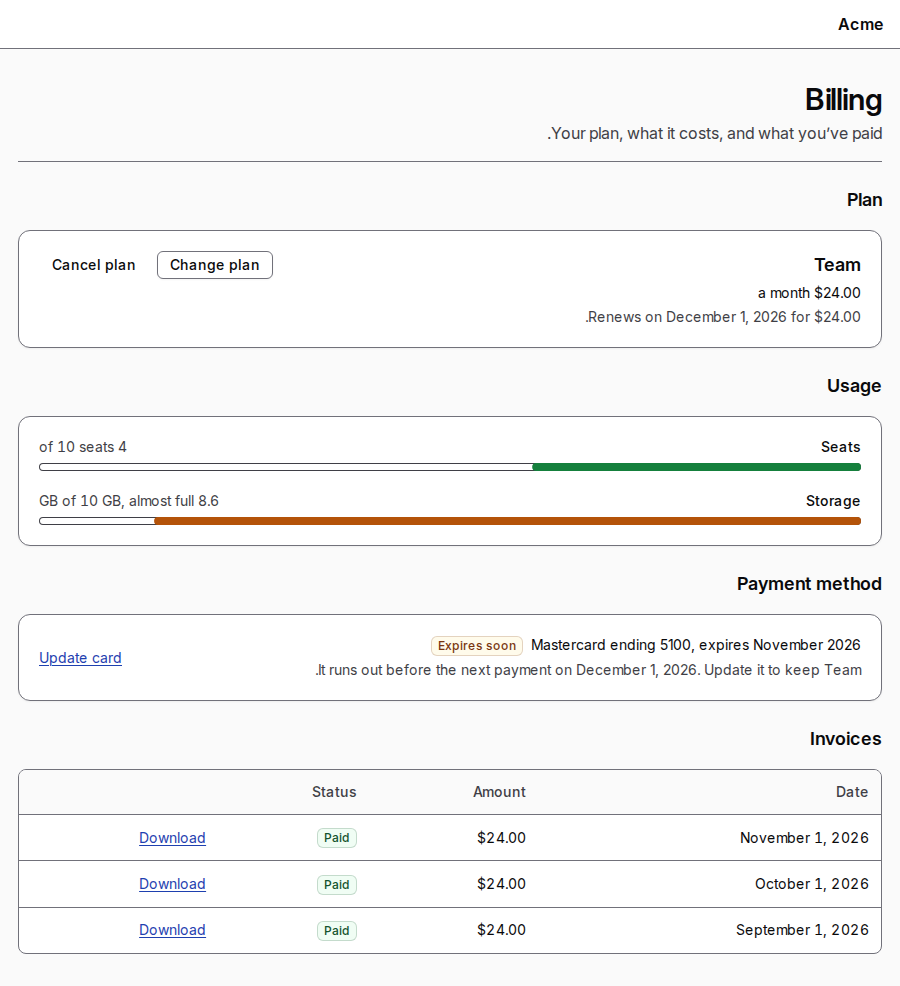 Acme
Billing
.Your plan, what it costs, and what you've paid
Plan
Team
a month $24.00
.Renews on December 1, 2026 for $24.00
Change plan
Cancel plan
Usage
Seats
of 10 seats 4
Storage
GB of 10 GB, almost full 8.6
Payment method
Mastercard ending 5100, expires November 2026
Expires soon
.It runs out before the next payment on December 1, 2026. Update it to keep Team
Update card
Invoices
Date
Amount
Status
November 1, 2026
$24.00
Paid
Download
October 1, 2026
$24.00
Paid
Download
September 1, 2026
$24.00
Paid
Download